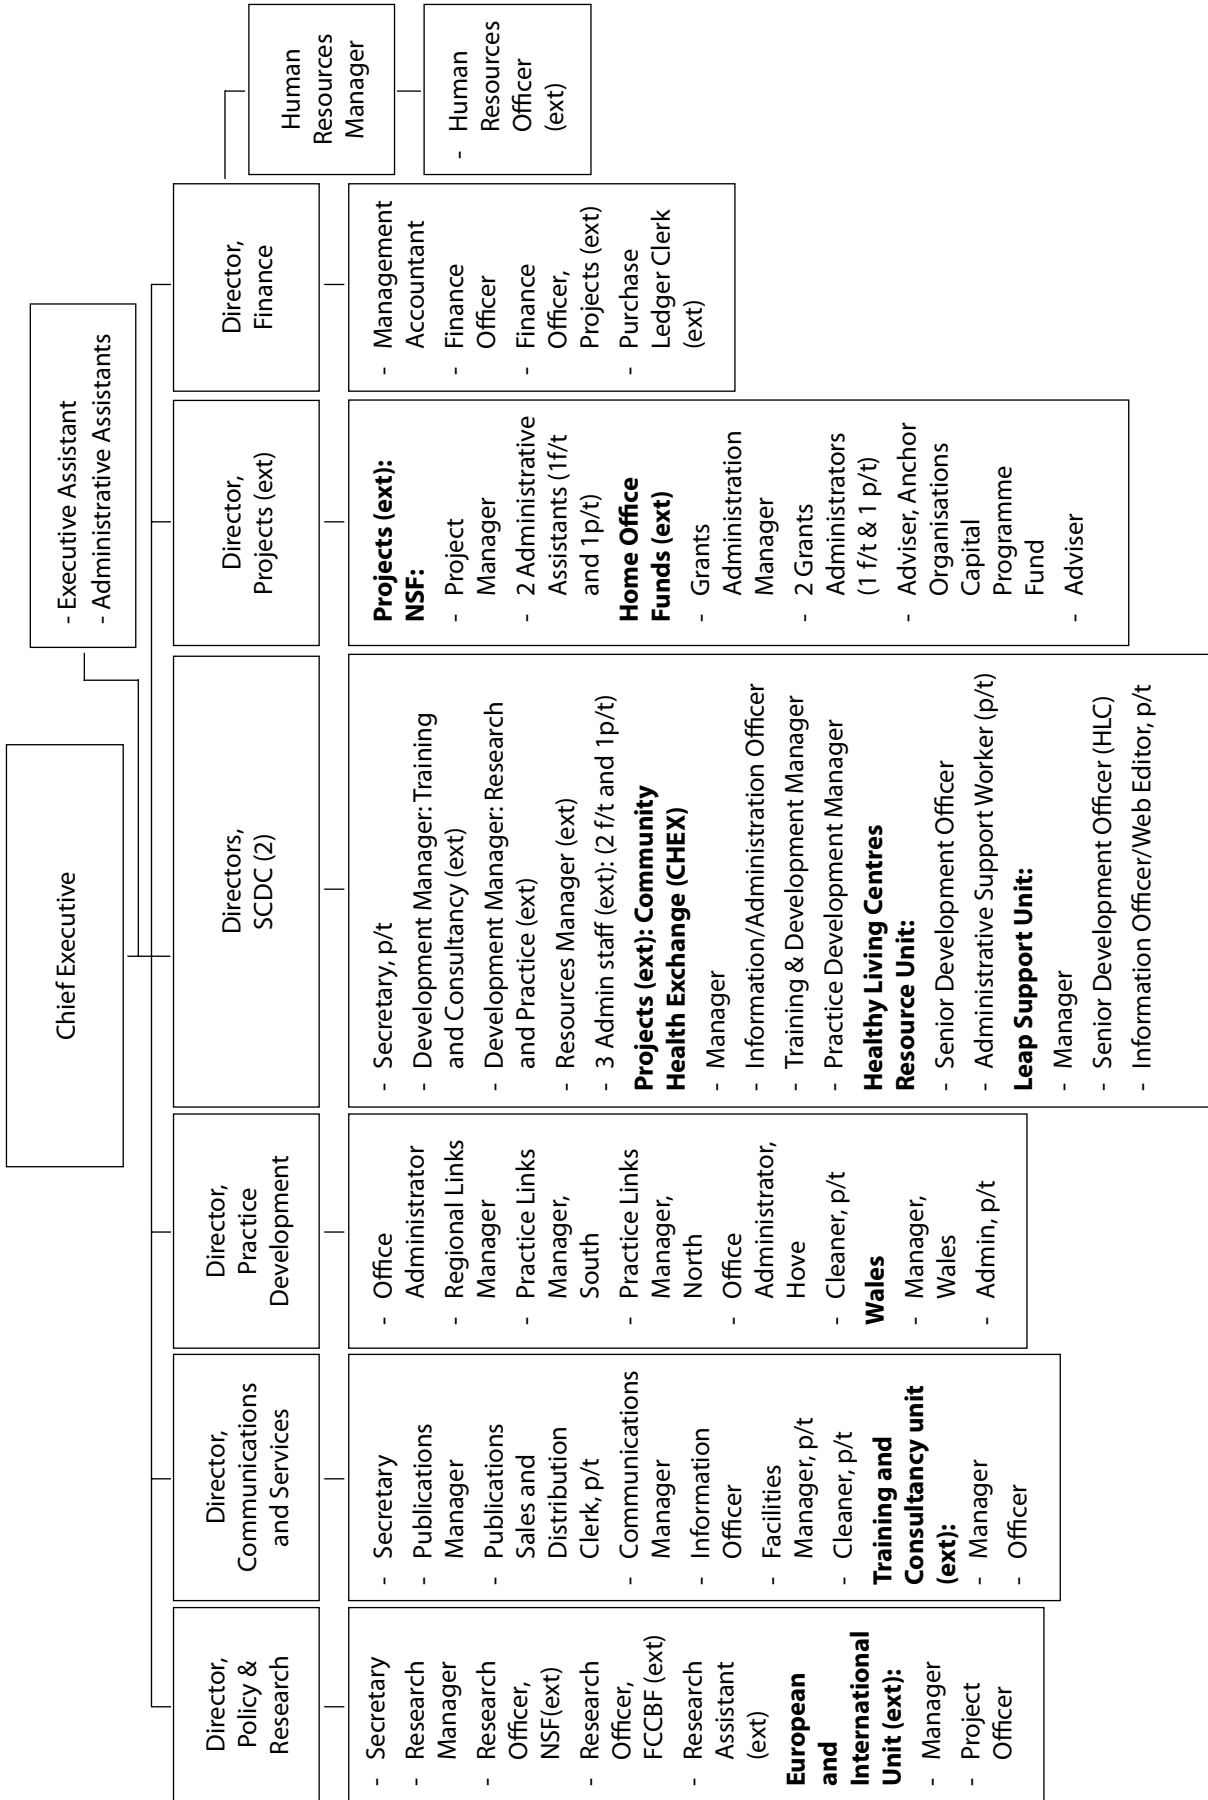 Chief Executive
- Executive Assistant
- Administrative Assistants
Director,
Policy &
Research
- Secretary
- Research
Manager
- Research
Officer,
NSF(ext)
- Research
Officer,
FCCBF (ext)
- Research
Assistant
(ext)
European
and
International
Unit (ext):
- Manager
- Project
Officer
Director,
Communications
and Services
- Secretary
- Publications
Manager
- Publications
Sales and
Distribution
Clerk, p/t
- Communications
Manager
- Information
Officer
- Facilities
Manager, p/t
- Cleaner, p/t
Training and
Consultancy unit
(ext):
- Manager
- Officer
Director,
Practice
Development
- Office
Administrator
- Regional Links
Manager
- Practice Links
Manager,
South
- Practice Links
Manager,
North
- Office
Administrator,
Hove
- Cleaner, p/t
Wales
- Manager,
Wales
- Admin, p/t
Directors,
SCDC (2)
- Secretary, p/t
- Development Manager: Training
and Consultancy (ext)
- Development Manager: Research
and Practice (ext)
- Resources Manager (ext)
- 3 Admin staff (ext): (2 f/t and 1p/t)
Projects (ext): Community
Health Exchange (CHEX)
- Manager
- Information/Administration Officer
- Training & Development Manager
- Practice Development Manager
Healthy Living Centres
Resource Unit:
- Senior Development Officer
- Administrative Support Worker (p/t)
Leap Support Unit:
- Manager
- Senior Development Officer (HLC)
- Information Officer/Web Editor, p/t
Director,
Projects (ext)
Projects (ext):
NSF:
- Project
Manager
- 2 Administrative
Assistants (1f/t
and 1p/t)
Home Office
Funds (ext)
- Grants
Administration
Manager
- 2 Grants
Administrators
(1 f/t & 1 p/t)
- Adviser, Anchor
Organisations
Capital
Programme
Fund
- Adviser
Director,
Finance
- Management
Accountant
- Finance
Officer
- Finance
Officer,
Projects (ext)
- Purchase
Ledger Clerk
(ext)
Human
Resources
Manager
- Human
Resources
Officer
(ext)